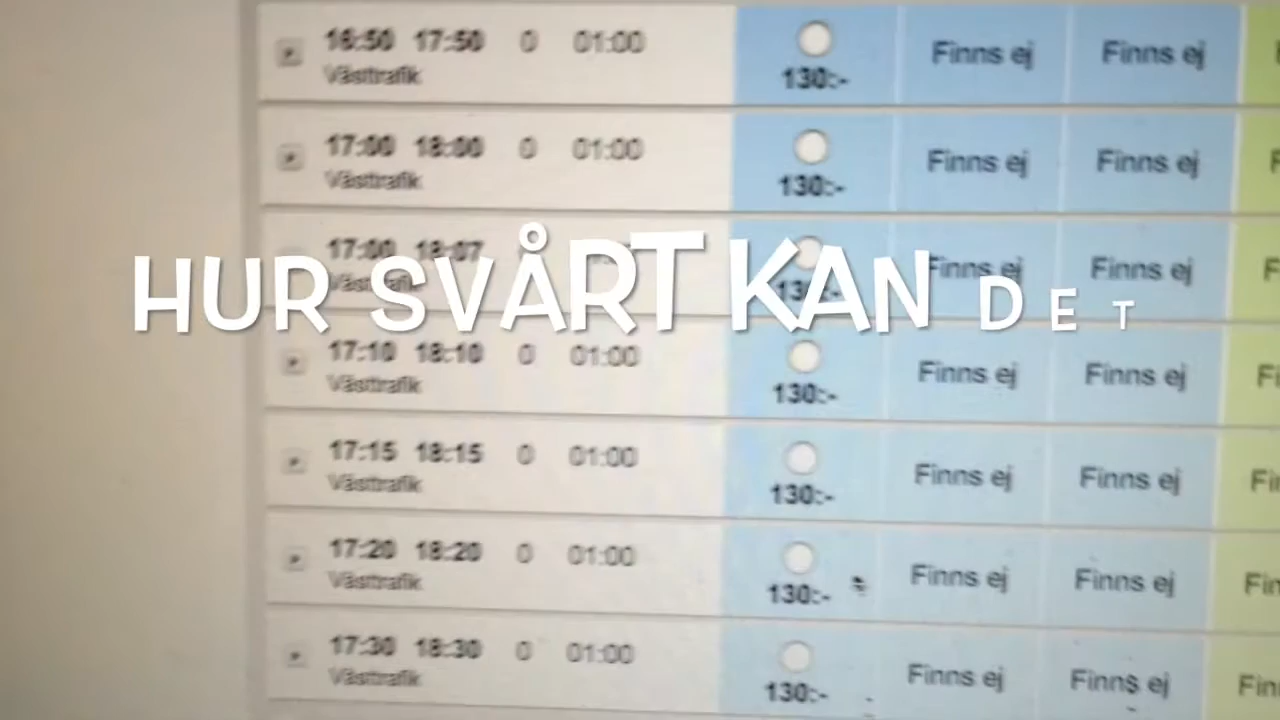 16:50 17:50 0 01:00
Västtrafik
130:-
Finns ej
Finns ej
17:00 18:00 0 01:00
Västtrafik
130:-
Finns ej
Finns ej
17:00 18:07
Finns ej
Finns ej
HUR SVÅRT KAN DET
17:10 18:10 0 01:00
Västtrafik
130:-
Finns ej
Finns ej
17:15 18:15 0 01:00
Västtrafik
130:-
Finns ej
Finns ej
17:20 18:20 0 01:00
Västtrafik
130:-
Finns ej
Finns ej
17:30 18:30 0 01:00
Västtrafik
130:-
Finns ej
Finns ej